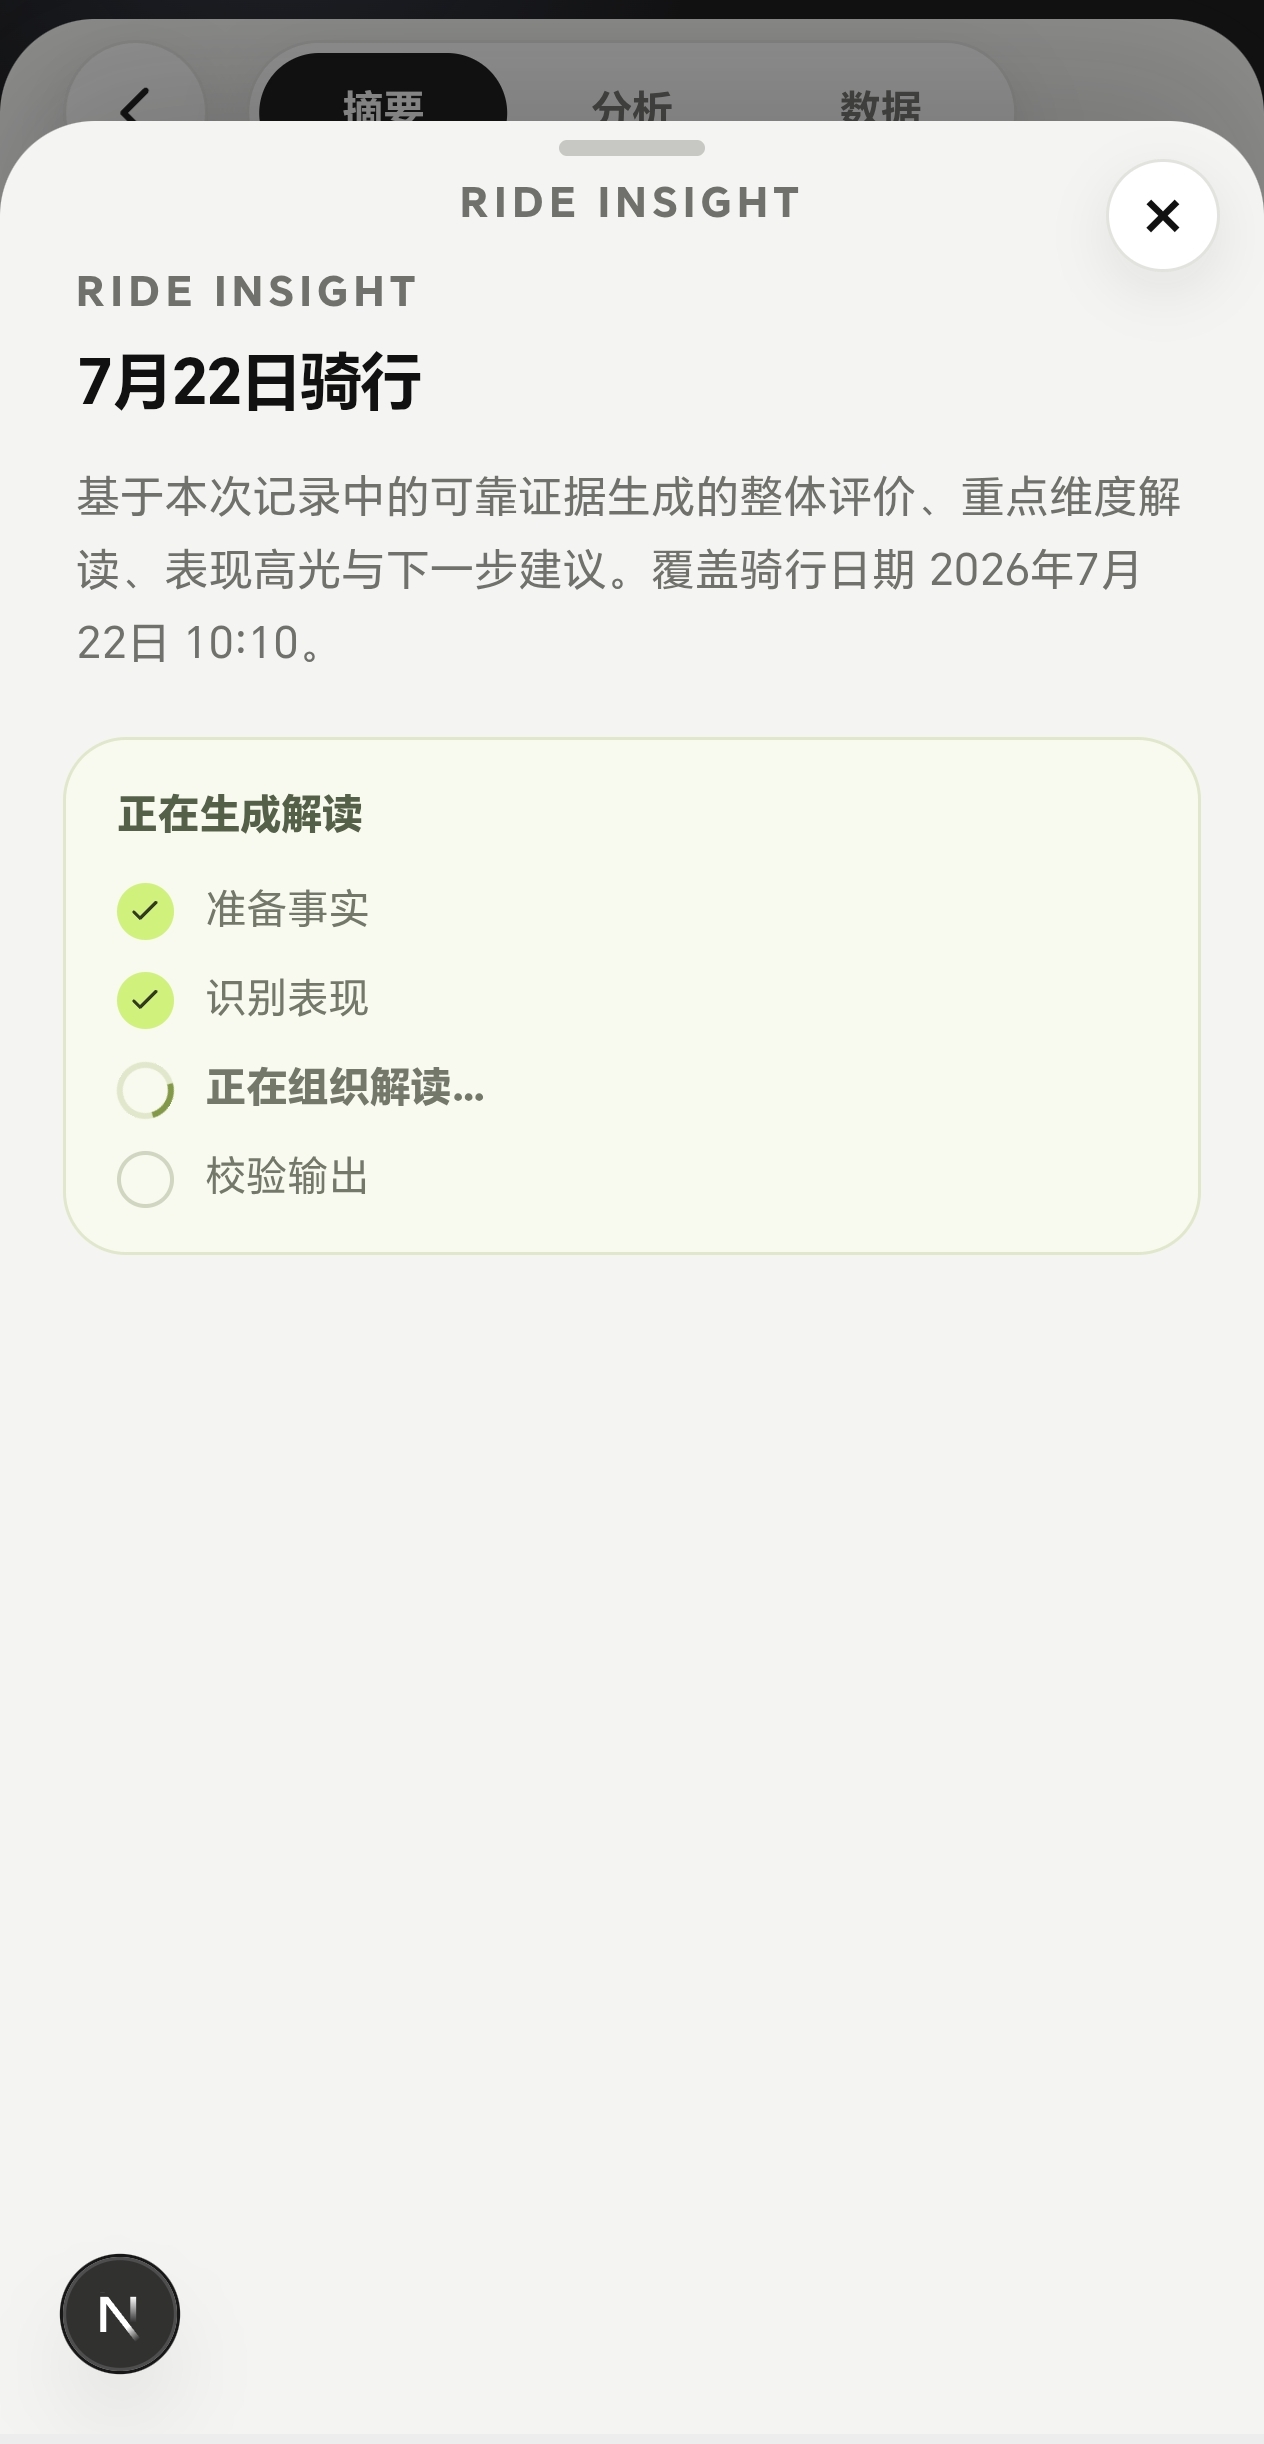 摘要 分析 数据
RIDE INSIGHT
RIDE INSIGHT
7月22日骑行
基于本次记录中的可靠证据生成的整体评价、重点维度解
读、表现高光与下一步建议。覆盖骑行日期 2026年7月
22日 10:10。
正在生成解读
准备事实
识别表现
正在组织解读...
校验输出
N